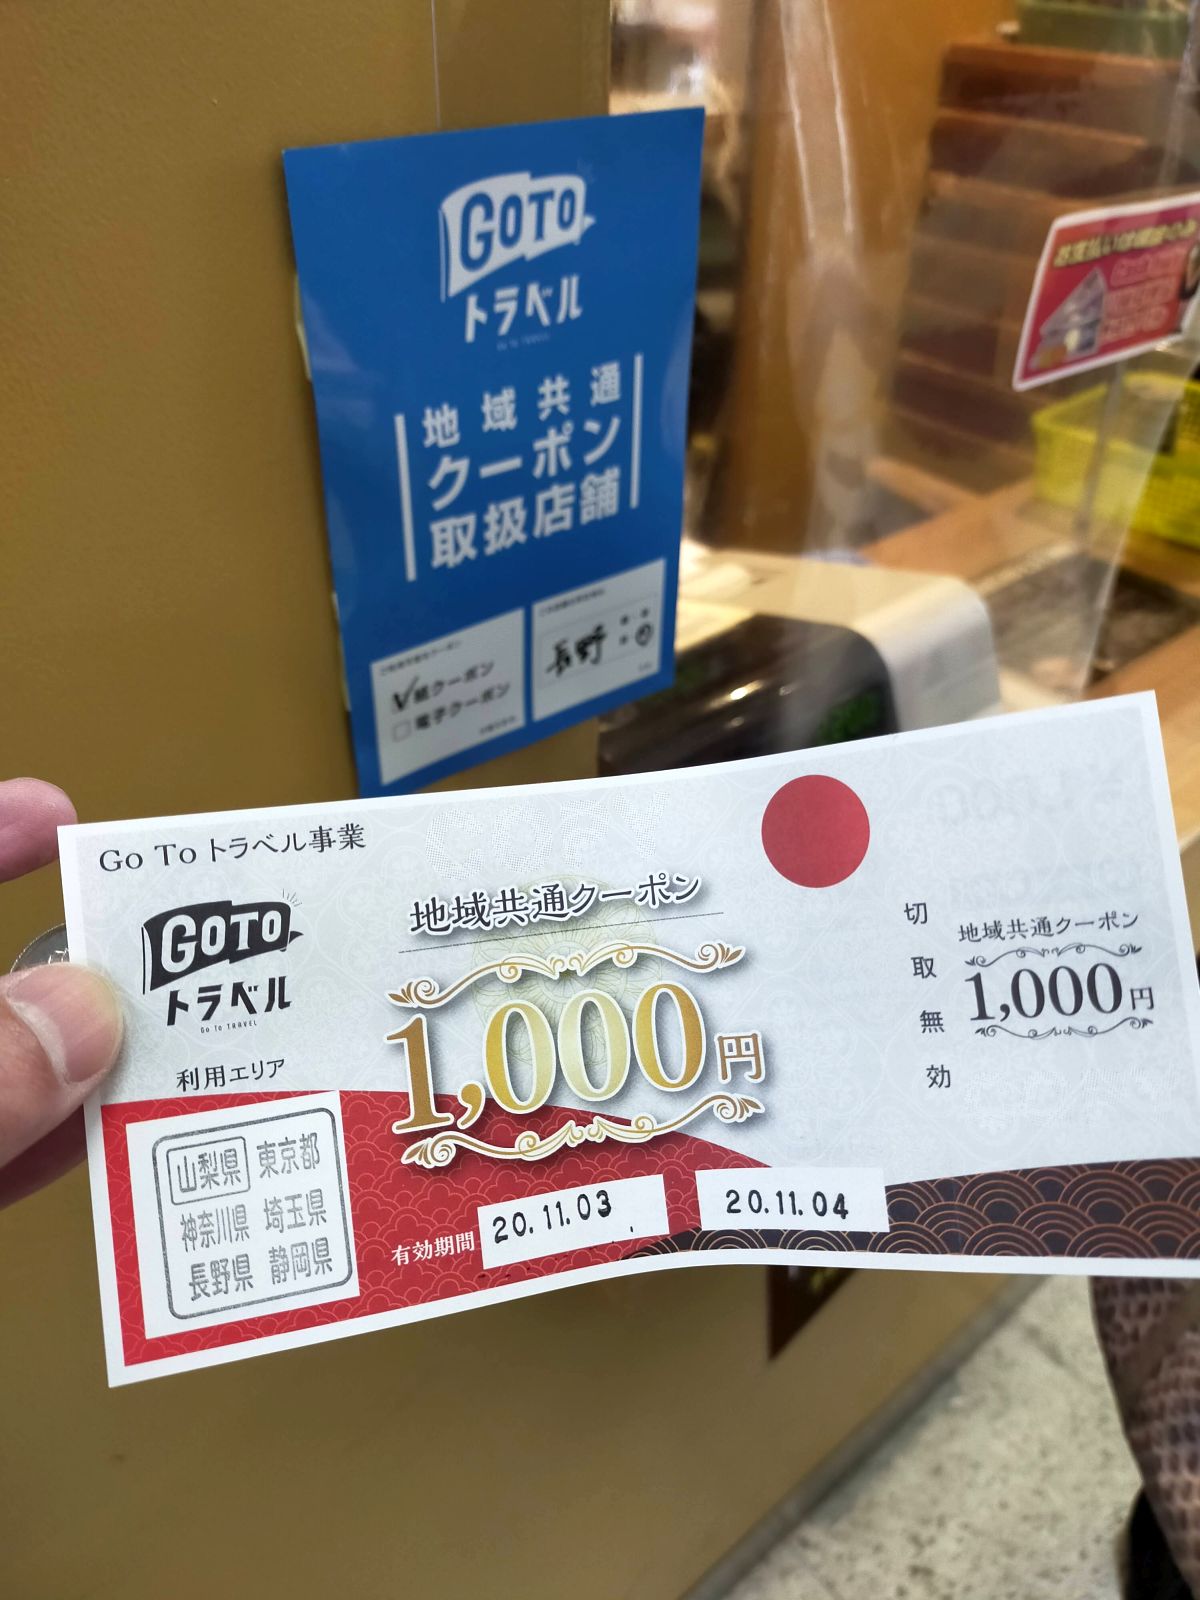 GOTO
トラベル
Go To TRAVEL
地域共通
クーポン
取扱店舗
紙クーポン
電子クーポン
長野 県
Go To トラベル事業
GOTO
トラベル
Go To TRAVEL
利用エリア
山梨県 東京都
神奈川県 埼玉県
長野県 静岡県
地域共通クーポン
1,000円
有効期間 20.11.03 20.11.04
切取無効
地域共通クーポン
1,000円